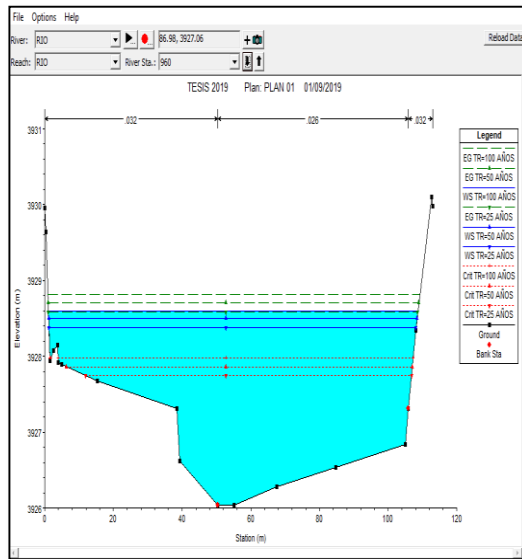 File Options Help
River: RIO 86.98, 3927.06 Reload Data
Reach: RIO River Sta.: 960
TESIS 2019 Plan: PLAN 01 01/09/2019
.032 .026 .032
3931
3930
3929
3928
3927
3926
Elevation (m)
0 20 40 60 80 100 120
Station (m)
Legend
EG TR=100 AÑOS
EG TR=50 AÑOS
WS TR=100 AÑOS
EG TR=25 AÑOS
WS TR=50 AÑOS
WS TR=25 AÑOS
Crit TR=100 AÑOS
Crit TR=50 AÑOS
Crit TR=25 AÑOS
Ground
Bank Sta